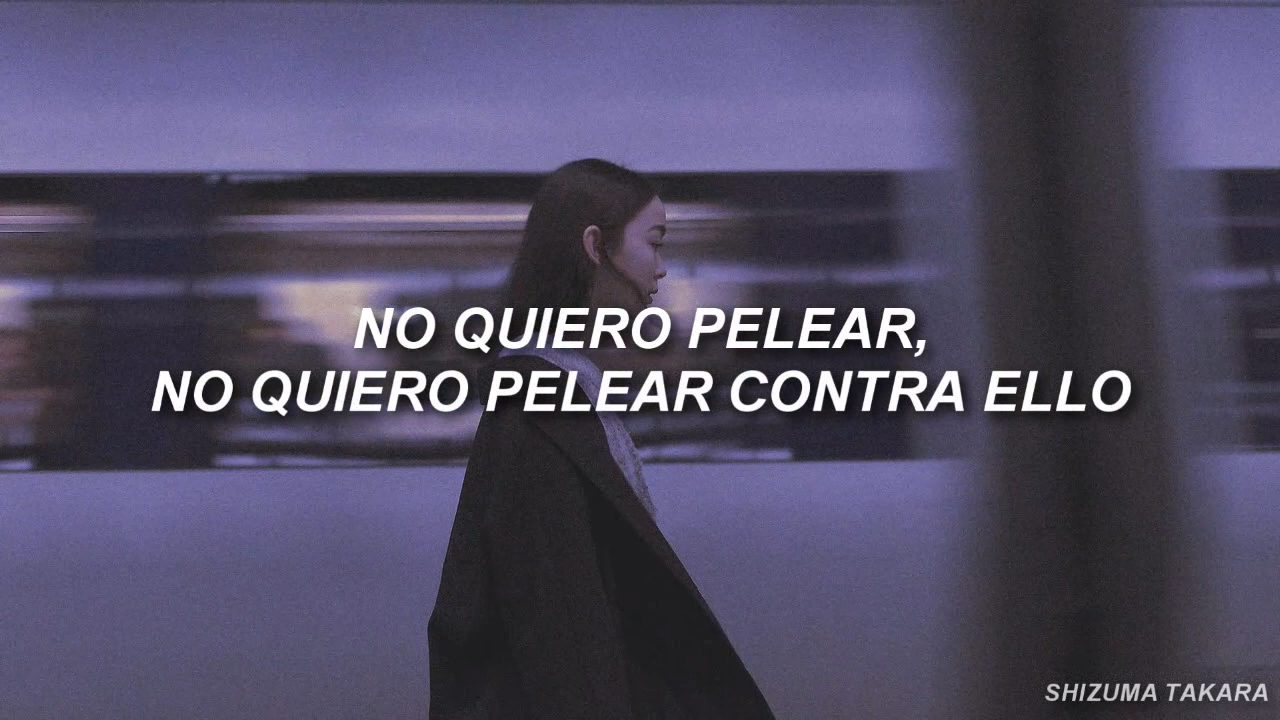 NO QUIERO PELEAR,
NO QUIERO PELEAR CONTRA ELLO
SHIZUMA TAKARA